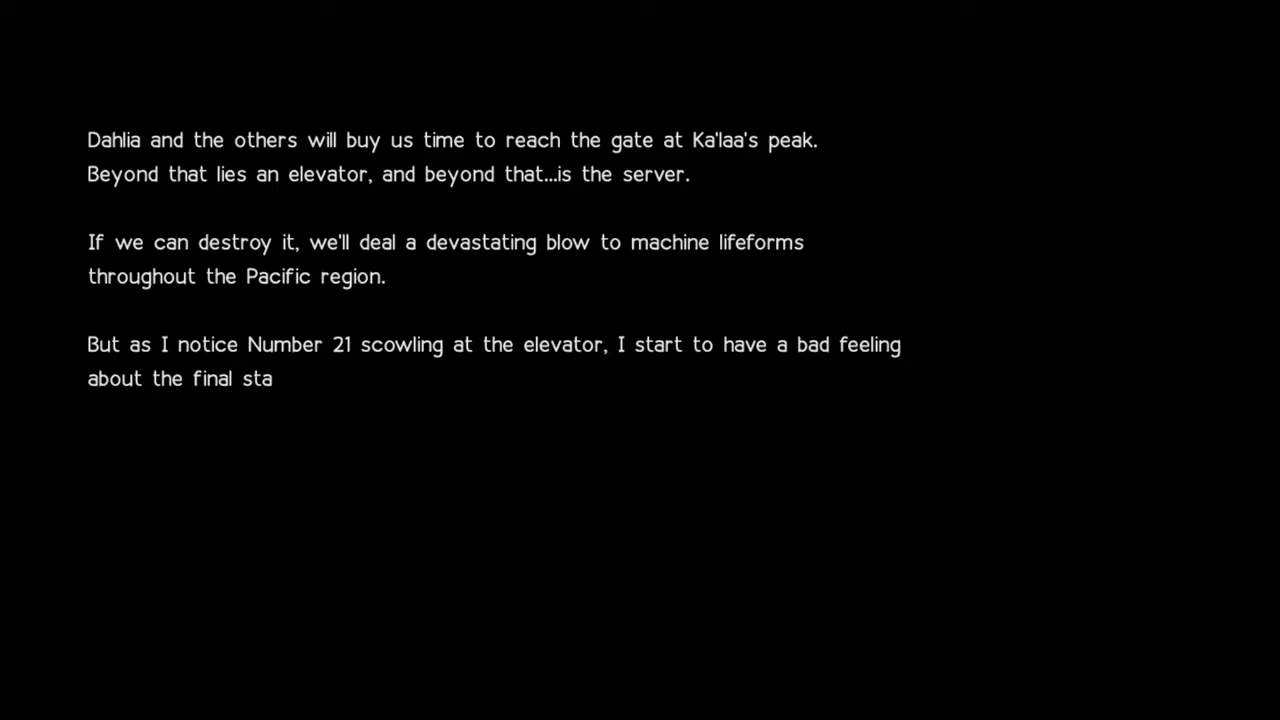 Dahlia and the others will buy us time to reach the gate at Ka'laa's peak.
Beyond that lies an elevator, and beyond that...is the server.
If we can destroy it, we'll deal a devastating blow to machine lifeforms
throughout the Pacific region.
But as I notice Number 21 scowling at the elevator, I start to have a bad feeling
about the final sta